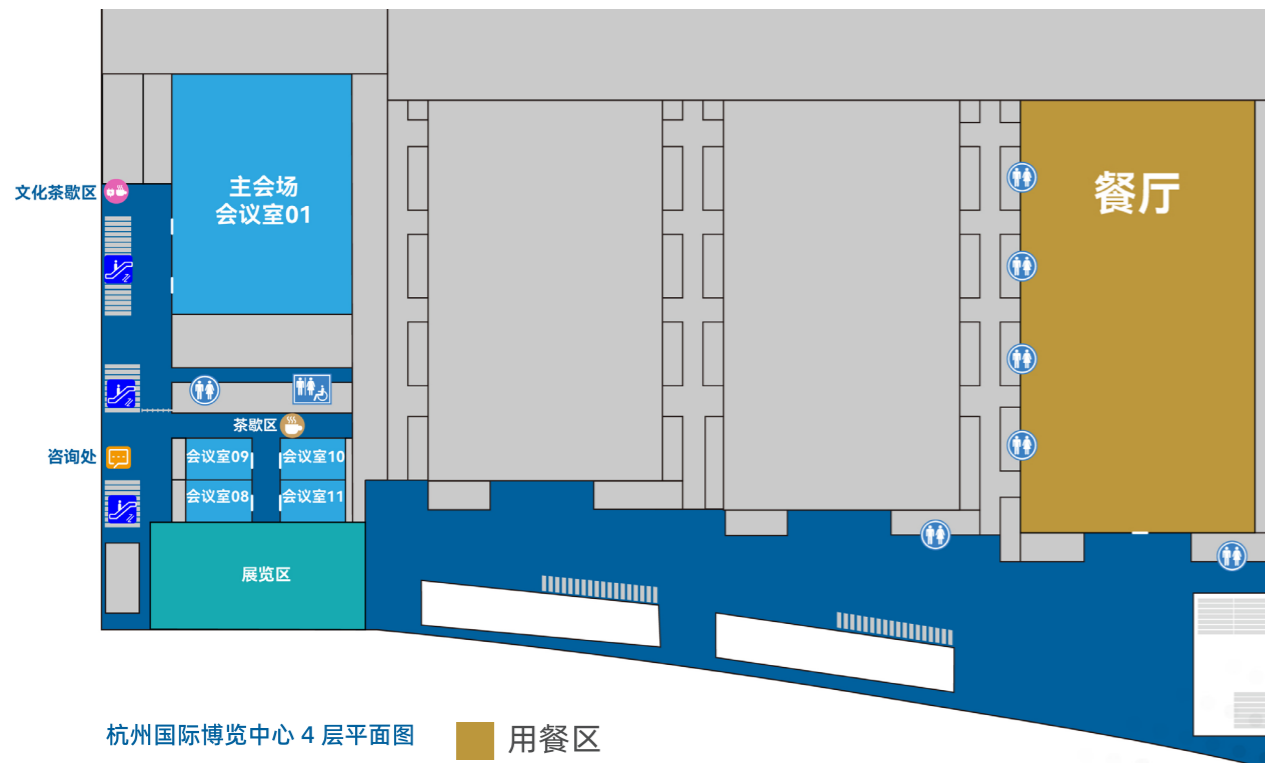 餐厅
主会场
会议室01
文化茶歇区
茶歇区
咨询处
会议室09
会议室10
会议室08
会议室11
展览区
杭州国际博览中心 4 层平面图
用餐区